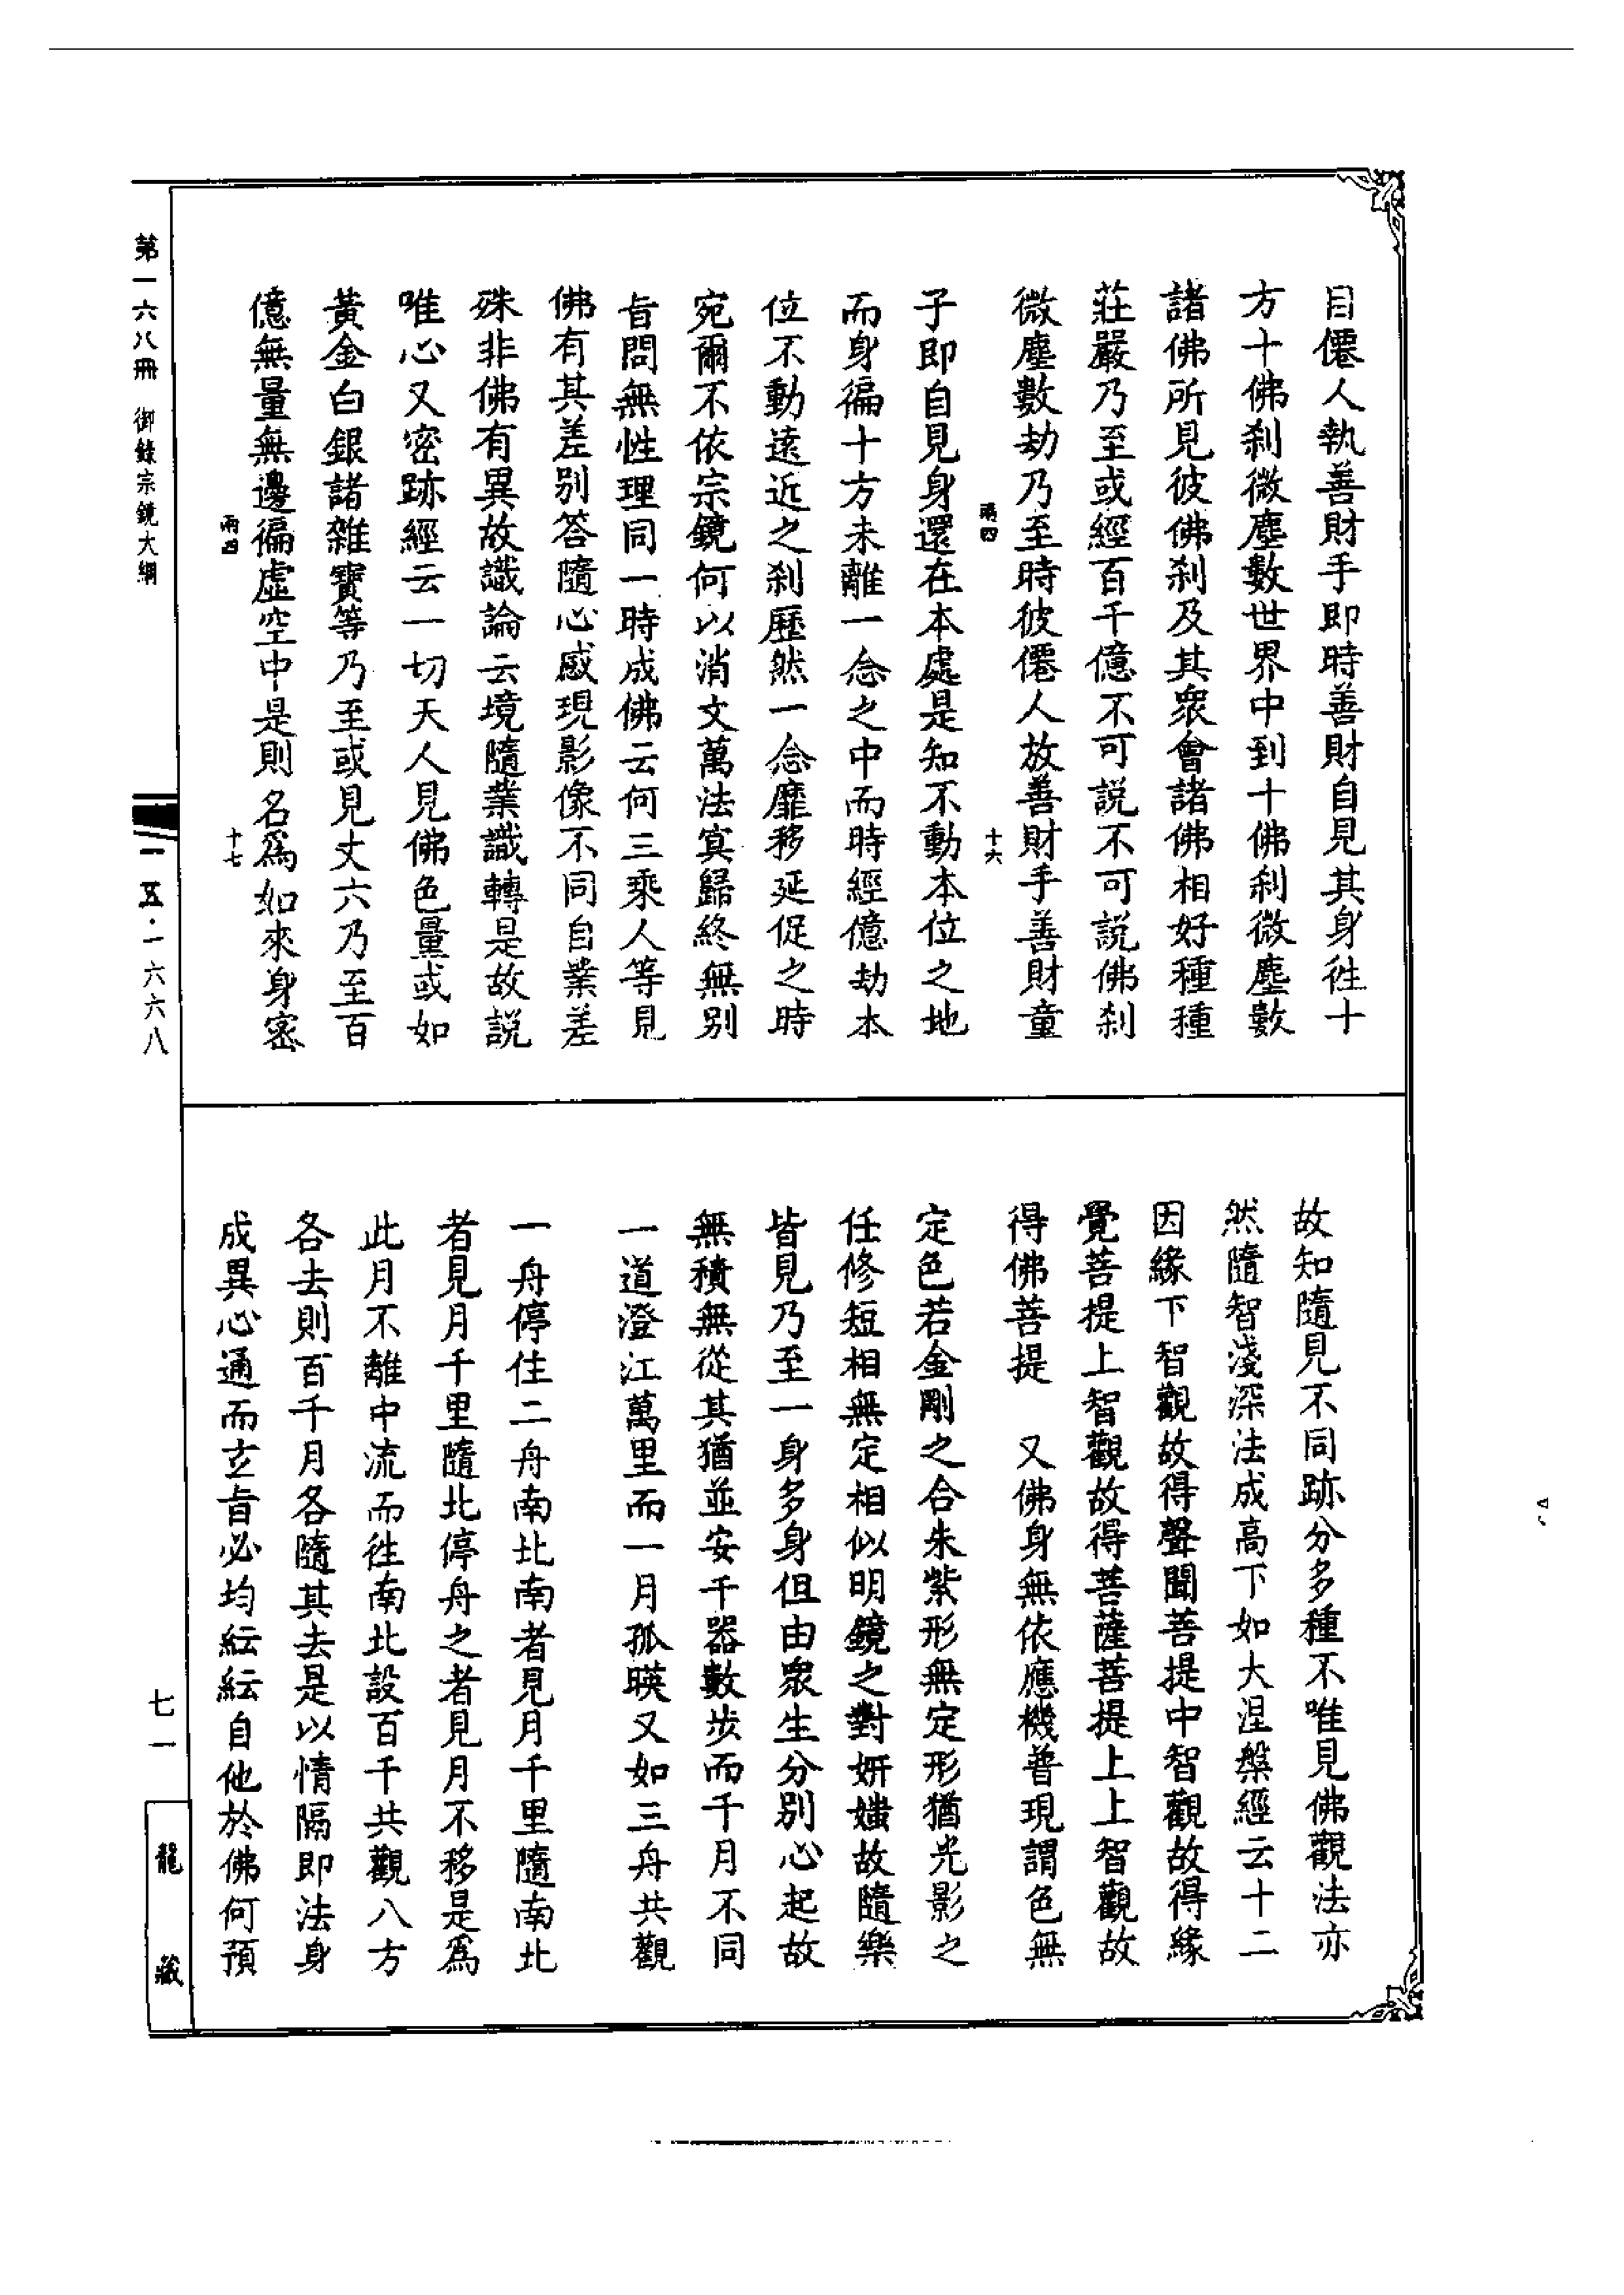 目僊人執善財手即時善財自見其身徃十
方十佛刹微塵數世界中到十佛刹微塵數
諸佛所見彼佛刹及其衆會諸佛相好種種
莊嚴乃至或經百千億不可説不可説佛刹
微塵數劫乃至時彼僊人放善財手善財童
十六
子即自見身還在本處是知不動本位之地
而身徧十方未離一念之中而時經億劫本
位不動遠近之刹歷然一念靡移延促之時
宛爾不依宗鏡何以消文萬法寘歸終無別
旨問無性理同一時成佛云何三乘人等見
佛有其差別答隨心感現影像不同自業差
殊非佛有異故識論云境隨業識轉是故説
唯心又密跡經云一切天人見佛色量或如
黃金白銀諸雜寶等乃至或見丈六乃至百
億無量無邊徧虛空中是則名爲如來身密
十七
故知隨見不同跡分多種不唯見佛觀法亦
然隨智淺深法成高下如大涅槃經云十二
因緣下智觀故得聲聞菩提中智觀故得緣
覺菩提上智觀故得菩薩菩提上上智觀故
得佛菩提　又佛身無依應機普現謂色無
定色若金剛之合朱紫形無定形猶光影之
任修短相無定相似明鏡之對妍媸故隨樂
皆見乃至一身多身但由衆生分別心起故
無積無從其猶並安千器數步而千月不同
一道澄江萬里而一月孤暎又如三舟共觀
一舟停住二舟南北南者見月千里隨南北
者見月千里隨北停舟之者見月不移是爲
此月不離中流而徃南北設百千共觀八方
各去則百千月各隨其去是以情隔即法身
成異心通而玄旨必均紜紜自他於佛何預
第一六八冊　御錄宗鏡大綱
一五·一六六八
七一
龍藏